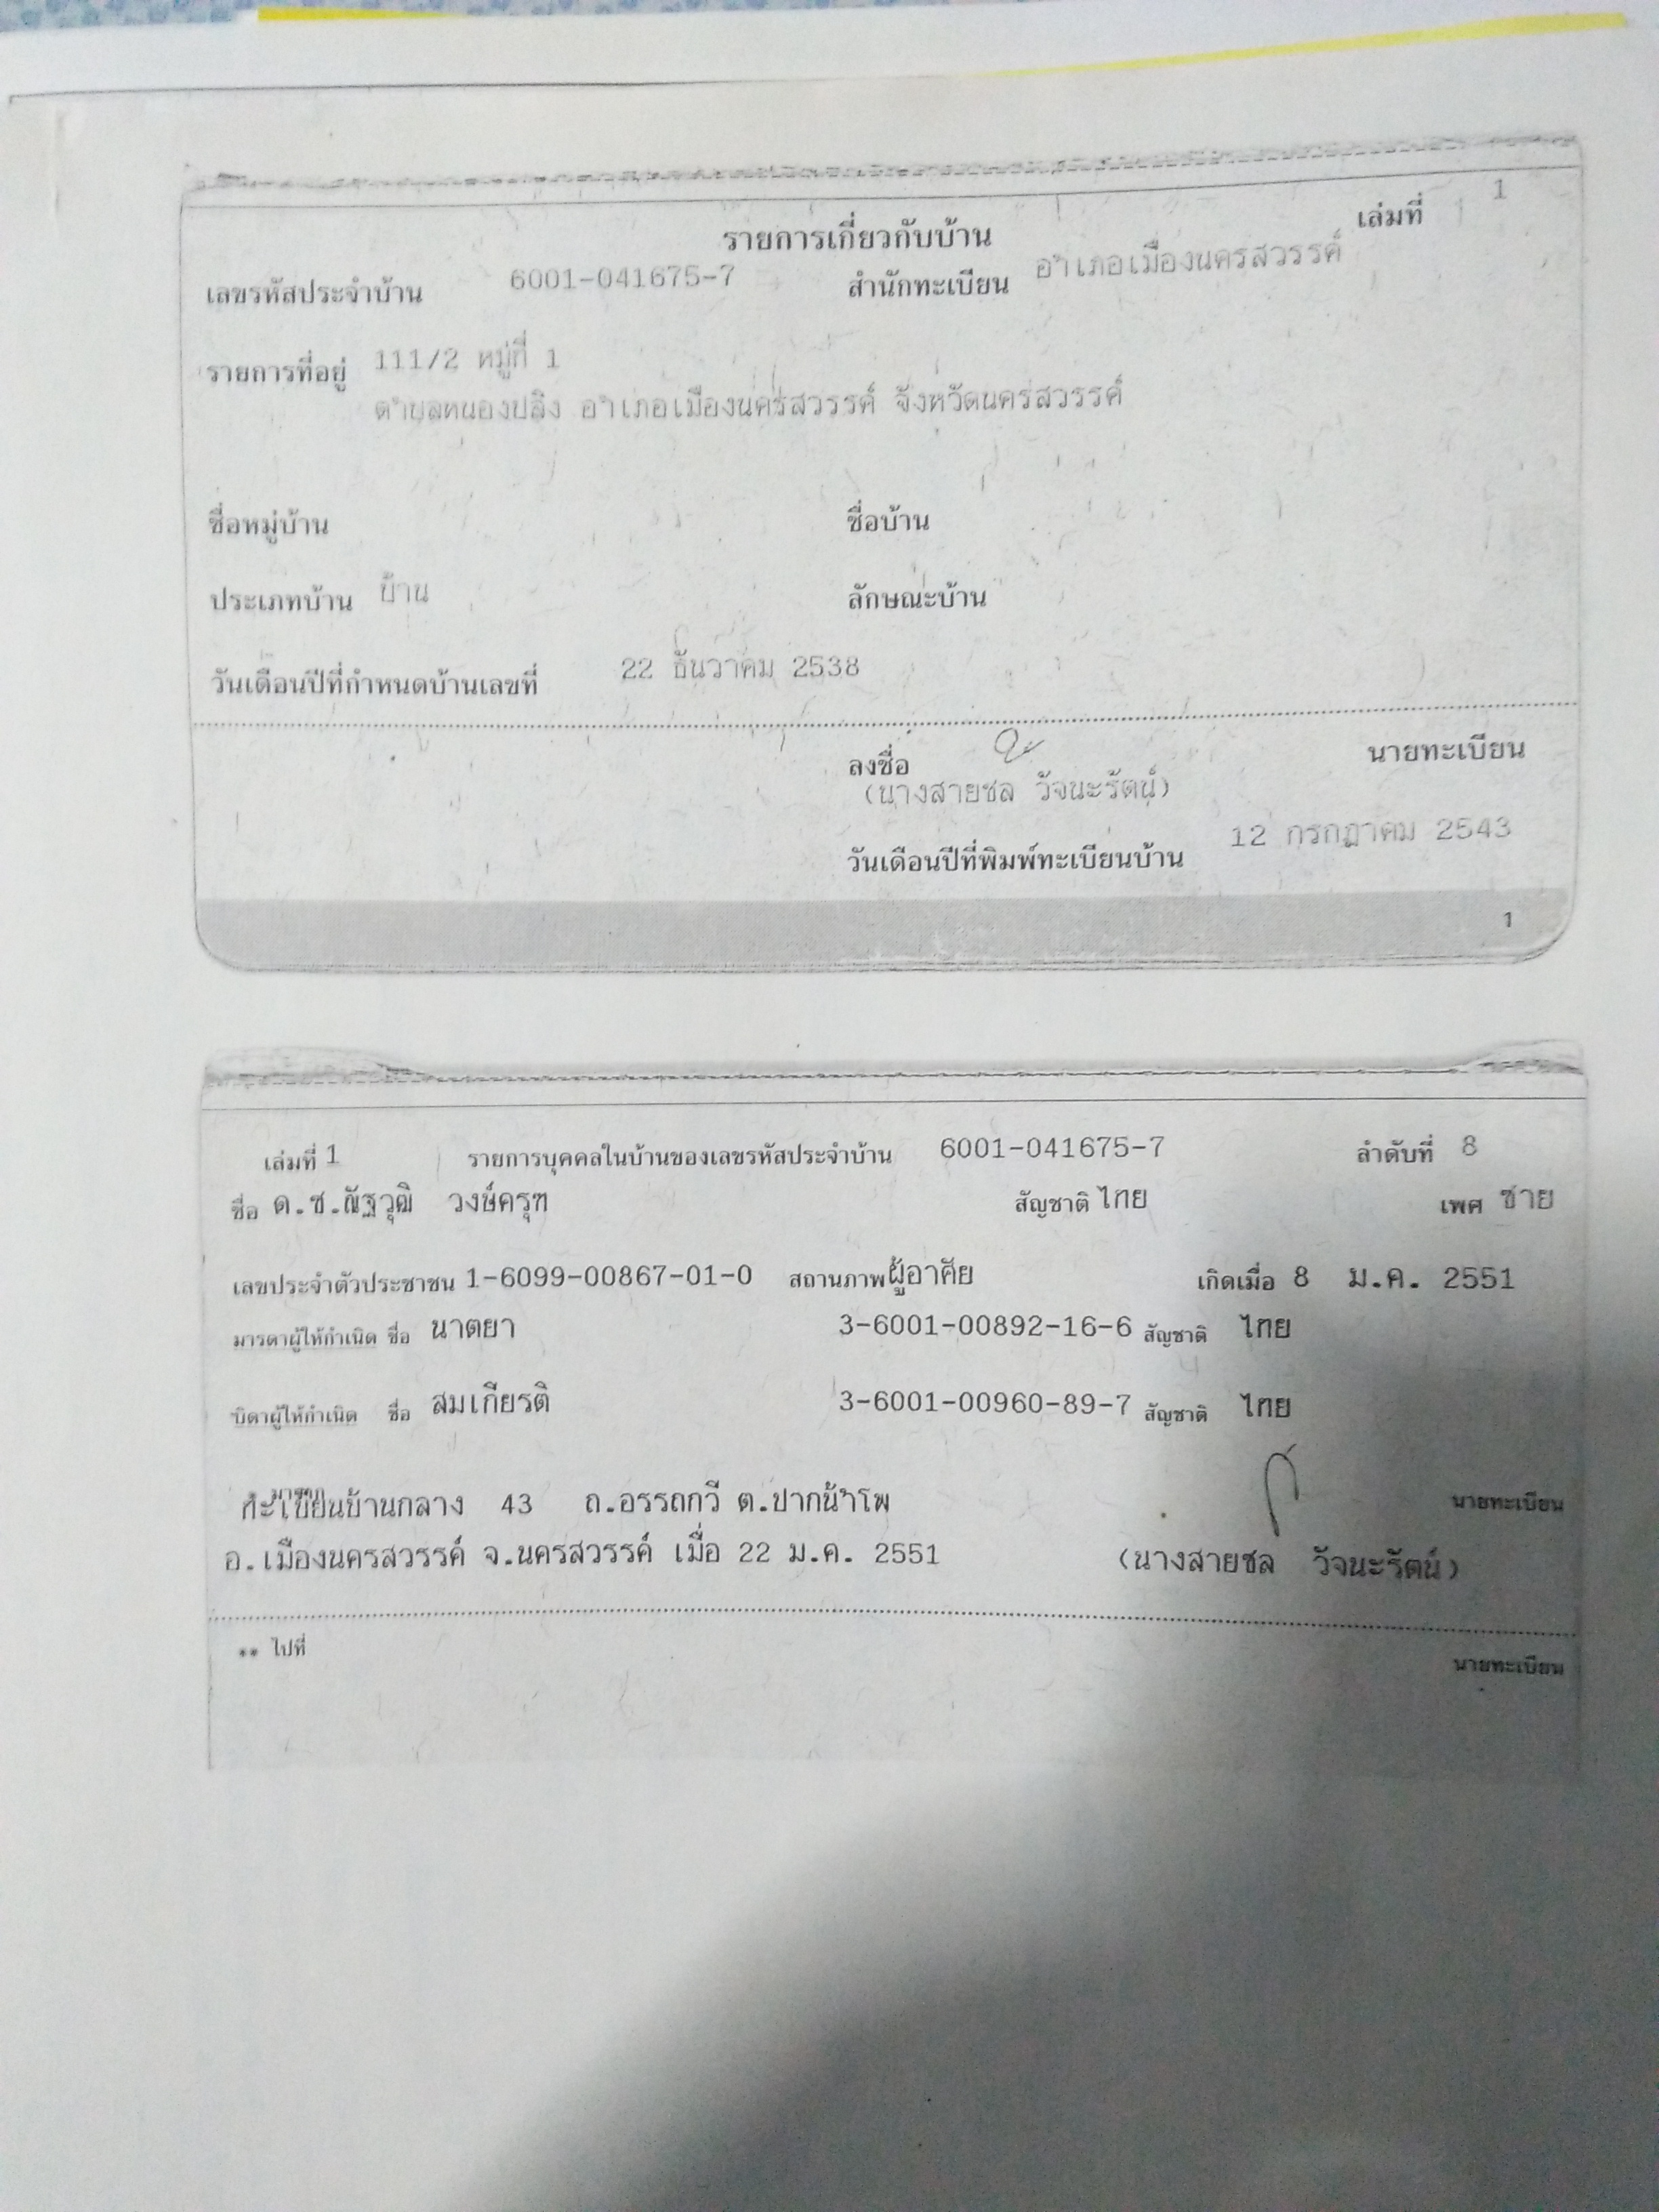 เล่มที่ 1
รายการเกี่ยวกับบ้าน
เลขรหัสประจำบ้าน 6001-041675-7 สำนักทะเบียน อำเภอเมืองนครสวรรค์
รายการที่อยู่ 111/2 หมู่ที่ 1
ตำบลหนองปลิง อำเภอเมืองนครสวรรค์ จังหวัดนครสวรรค์
ชื่อหมู่บ้าน ชื่อบ้าน
ประเภทบ้าน บ้าน ลักษณะบ้าน
วันเดือนปีที่กำหนดบ้านเลขที่ 22 ธันวาคม 2538
ลงชื่อ นายทะเบียน
(นางสายชล วัจนะรัตน์)
วันเดือนปีที่พิมพ์ทะเบียนบ้าน 12 กรกฎาคม 2543
1
เล่มที่ 1 รายการบุคคลในบ้านของเลขรหัสประจำบ้าน 6001-041675-7 ลำดับที่ 8
ชื่อ ด.ช.ณัฐวุฒิ วงษ์ครุฑ สัญชาติ ไทย เพศ ชาย
เลขประจำตัวประชาชน 1-6099-00867-01-0 สถานภาพ ผู้อาศัย เกิดเมื่อ 8 ม.ค. 2551
มารดาผู้ให้กำเนิด ชื่อ นาตยา 3-6001-00892-16-6 สัญชาติ ไทย
บิดาผู้ให้กำเนิด ชื่อ สมเกียรติ 3-6001-00960-89-7 สัญชาติ ไทย
ทะเบียนบ้านกลาง 43 ถ.อรรถกวี ต.ปากน้ำโพ นายทะเบียน
อ.เมืองนครสวรรค์ จ.นครสวรรค์ เมื่อ 22 ม.ค. 2551 (นางสายชล วัจนะรัตน์)
** ไปที่
นายทะเบียน